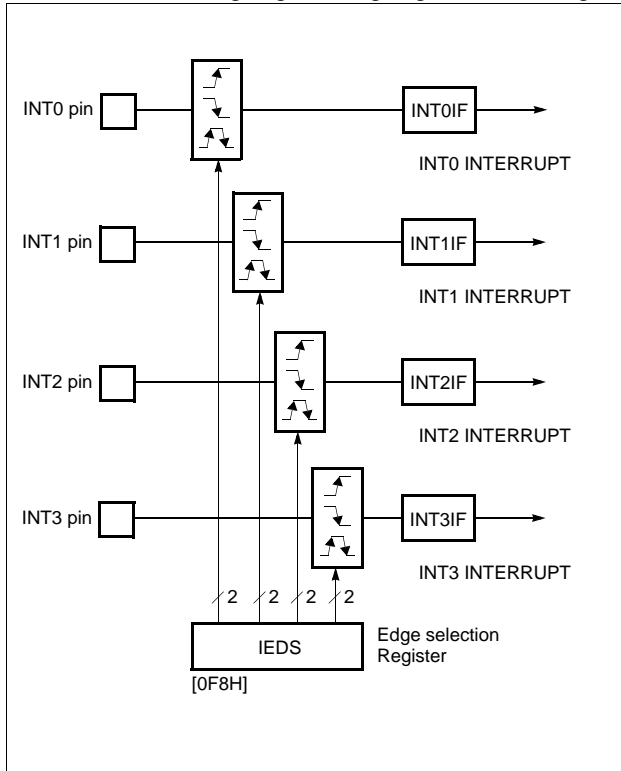 INT0 pin
INT0IF
INT0 INTERRUPT
INT1 pin
INT1IF
INT1 INTERRUPT
INT2 pin
INT2IF
INT2 INTERRUPT
INT3 pin
INT3IF
INT3 INTERRUPT
2 2 2 2
IEDS
Edge selection
Register
[0F8H]